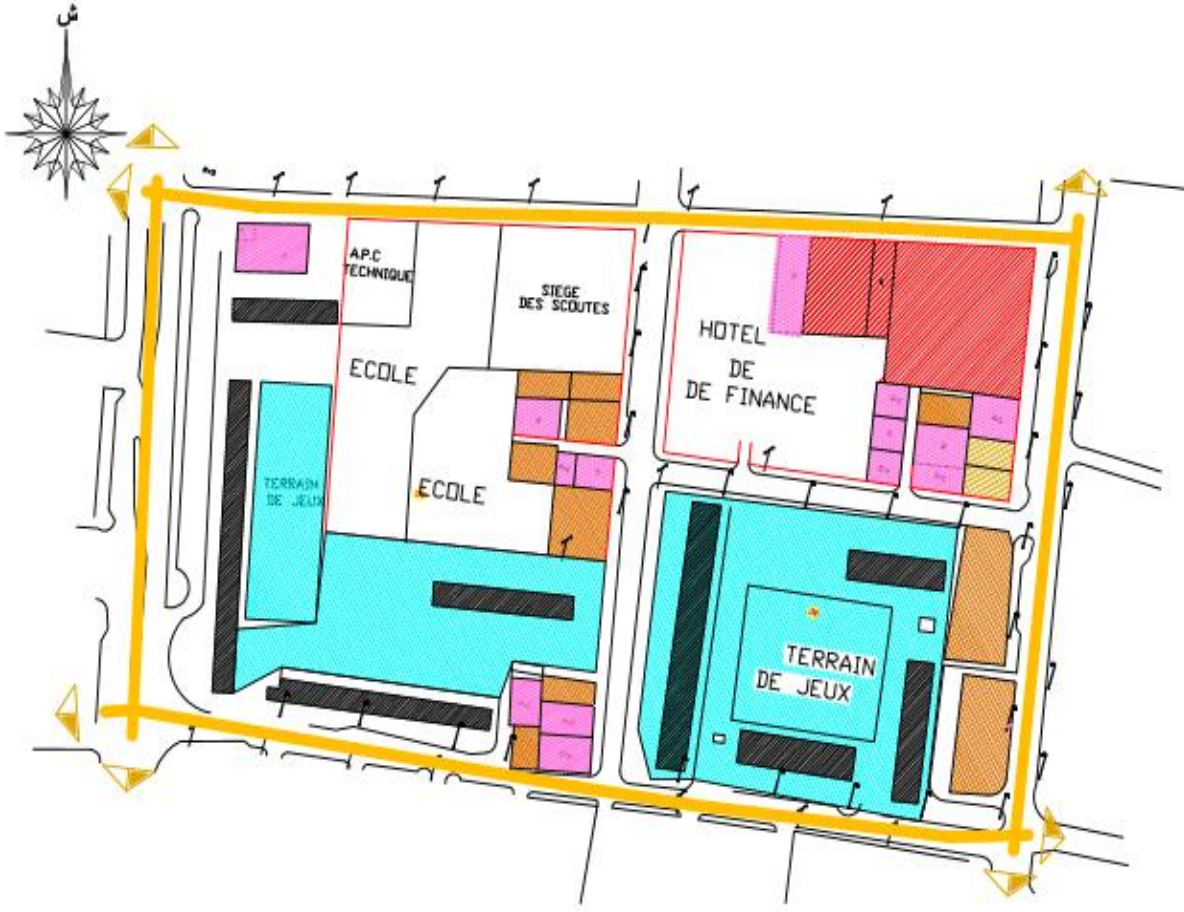 ش
A.P.C
TECHNIQUE
SIEGE
DES SCOUTES
ECOLE
HOTEL
DE
DE FINANCE
ECOLE
TERRAIN
DE JEUX
TERRAIN
DE JEUX